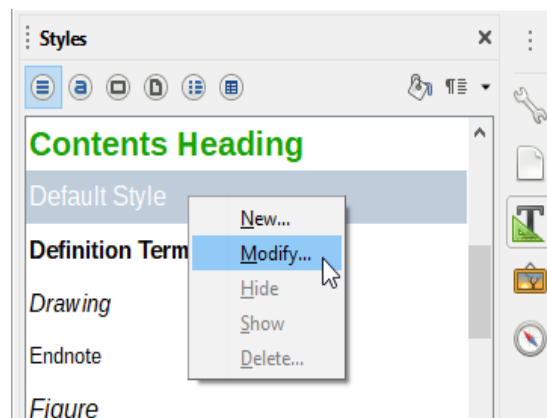 Styles
Contents Heading
Default Style
New...
Definition Term
Modify...
Drawing
Hide
Show
Endnote
Delete...
Figure